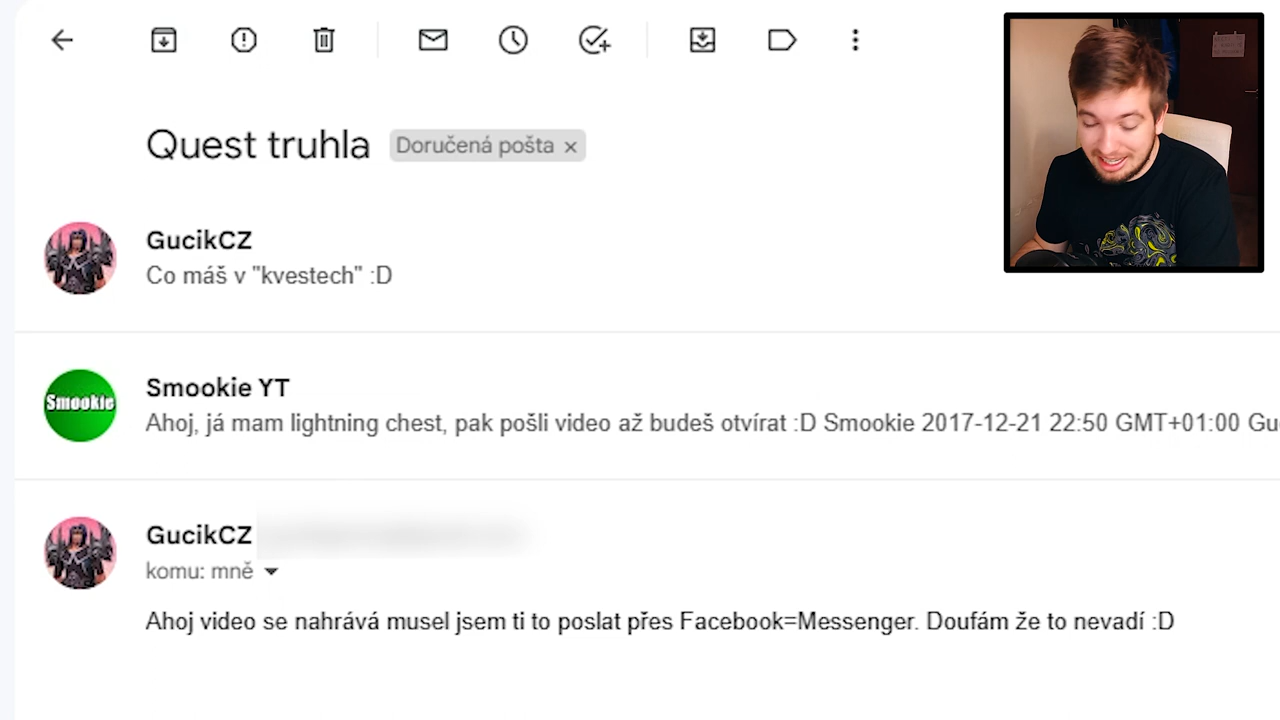 Quest truhla
Doručená pošta ×
GucikCZ
Co máš v "kvestech" :D
Smookie
Smookie YT
Ahoj, já mam lightning chest, pak pošli video až budeš otvírat :D Smookie 2017-12-21 22:50 GMT+01:00
GucikCZ
komu: mně
Ahoj video se nahrává musel jsem ti to poslat přes Facebook=Messenger. Doufám že to nevadí :D